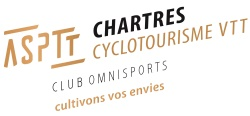 ASPTT CHARTRES
CYCLOTOURISME VTT
CLUB OMNISPORTS
cultivons vos envies